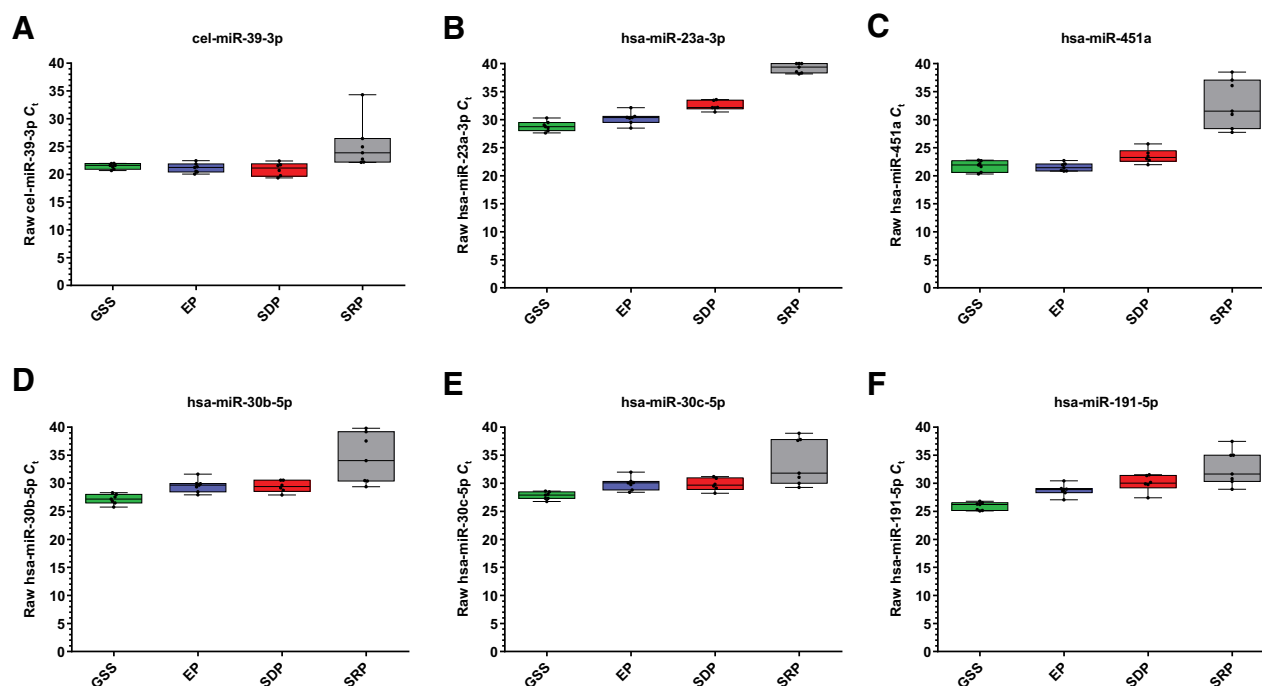 A
cel-miR-39-3p
Raw cel-miR-39-3p Ct
40
35
30
25
20
15
10
5
0
GSS
EP
SDP
SRP
B
hsa-miR-23a-3p
Raw hsa-miR-23a-3p Ct
40
35
30
25
20
15
10
5
0
GSS
EP
SDP
SRP
C
hsa-miR-451a
Raw hsa-miR-451a Ct
40
35
30
25
20
15
10
5
0
GSS
EP
SDP
SRP
D
hsa-miR-30b-5p
Raw hsa-miR-30b-5p Ct
40
35
30
25
20
15
10
5
0
GSS
EP
SDP
SRP
E
hsa-miR-30c-5p
Raw hsa-miR-30c-5p Ct
40
35
30
25
20
15
10
5
0
GSS
EP
SDP
SRP
F
hsa-miR-191-5p
Raw hsa-miR-191-5p Ct
40
35
30
25
20
15
10
5
0
GSS
EP
SDP
SRP